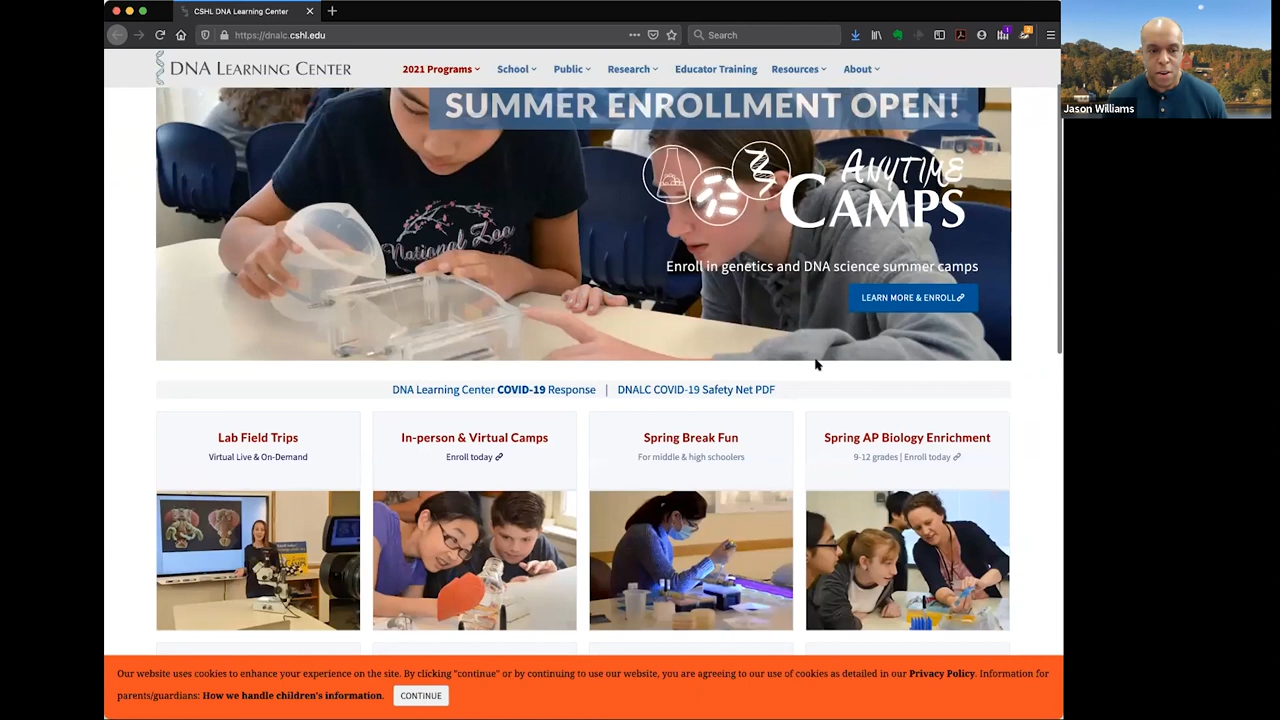 CSHL DNA Learning Center
https://dnalc.cshl.edu
Search
DNA LEARNING CENTER
2021 Programs
School
Public
Research
Educator Training
Resources
About
Jason Williams
SUMMER ENROLLMENT OPEN!
ANYTIME
CAMPS
National Zoo
Enroll in genetics and DNA science summer camps
LEARN MORE & ENROLL
DNA Learning Center COVID-19 Response | DNALC COVID-19 Safety Net PDF
Lab Field Trips
Virtual Live & On-Demand
In-person & Virtual Camps
Enroll today
Spring Break Fun
For middle & high schoolers
Spring AP Biology Enrichment
9-12 grades | Enroll today
CAMPS
Our website uses cookies to enhance your experience on the site. By clicking "continue" or by continuing to use our website, you are agreeing to our use of cookies as detailed in our Privacy Policy. Information for
parents/guardians: How we handle children's information.
CONTINUE